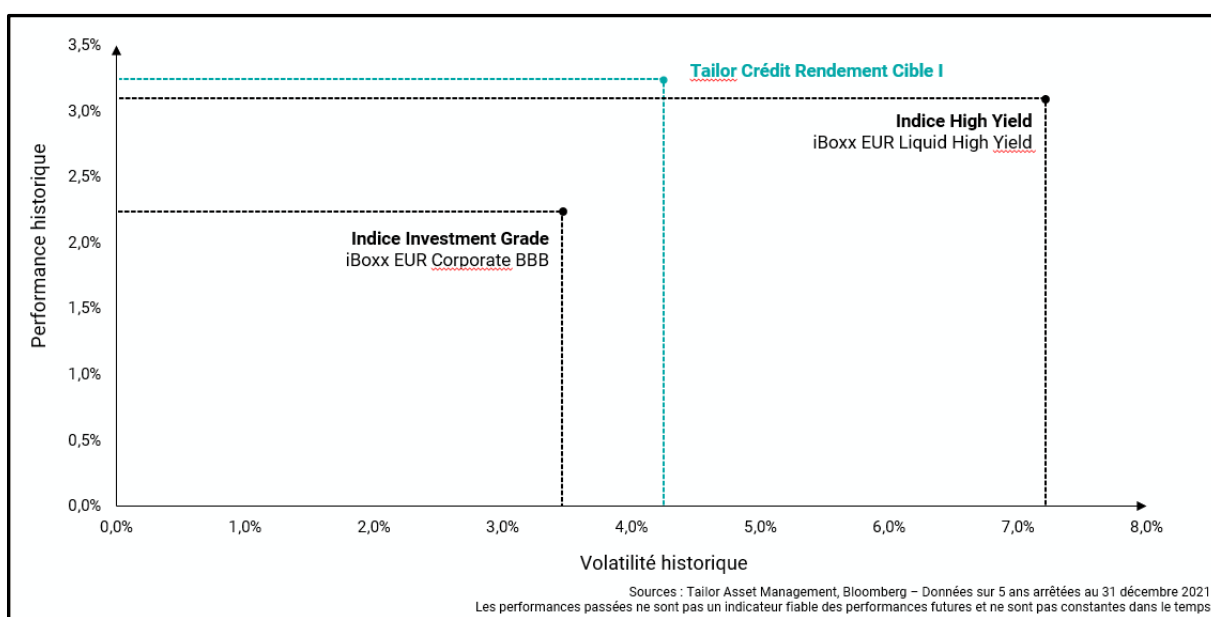 3,5%
Tailor Crédit Rendement Cible I
3,0%
Indice High Yield
iBoxx EUR Liquid High Yield
2,5%
Performance historique
2,0%
Indice Investment Grade
iBoxx EUR Corporate BBB
1,5%
1,0%
0,5%
0,0%
0,0% 1,0% 2,0% 3,0% 4,0% 5,0% 6,0% 7,0% 8,0%
Volatilité historique
Sources : Tailor Asset Management, Bloomberg – Données sur 5 ans arrêtées au 31 décembre 2021
Les performances passées ne sont pas un indicateur fiable des performances futures et ne sont pas constantes dans le temps